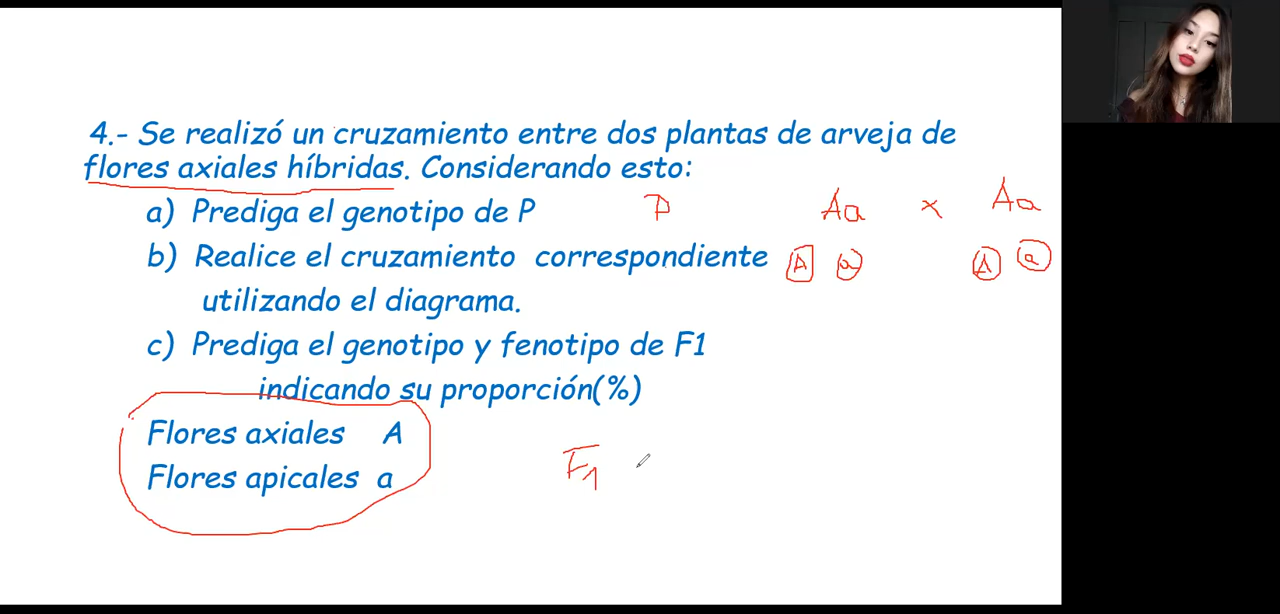 4.- Se realizó un cruzamiento entre dos plantas de arveja de
flores axiales híbridas. Considerando esto:
a) Prediga el genotipo de P
P Aa x Aa
b) Realice el cruzamiento correspondiente
A a A a
utilizando el diagrama.
c) Prediga el genotipo y fenotipo de F1
indicando su proporción(%)
Flores axiales A
Flores apicales a
F1